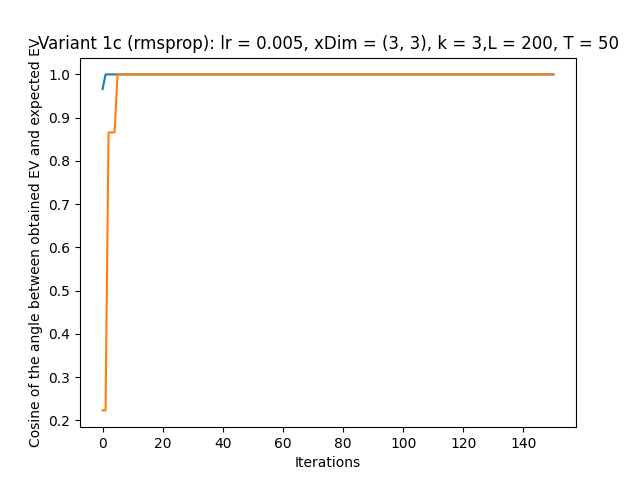 Variant 1c (rmsprop): lr = 0.005, xDim = (3, 3), k = 3,L = 200, T = 50
Cosine of the angle between obtained EV and expected EV
1.0
0.9
0.8
0.7
0.6
0.5
0.4
0.3
0.2
0 20 40 60 80 100 120 140
Iterations